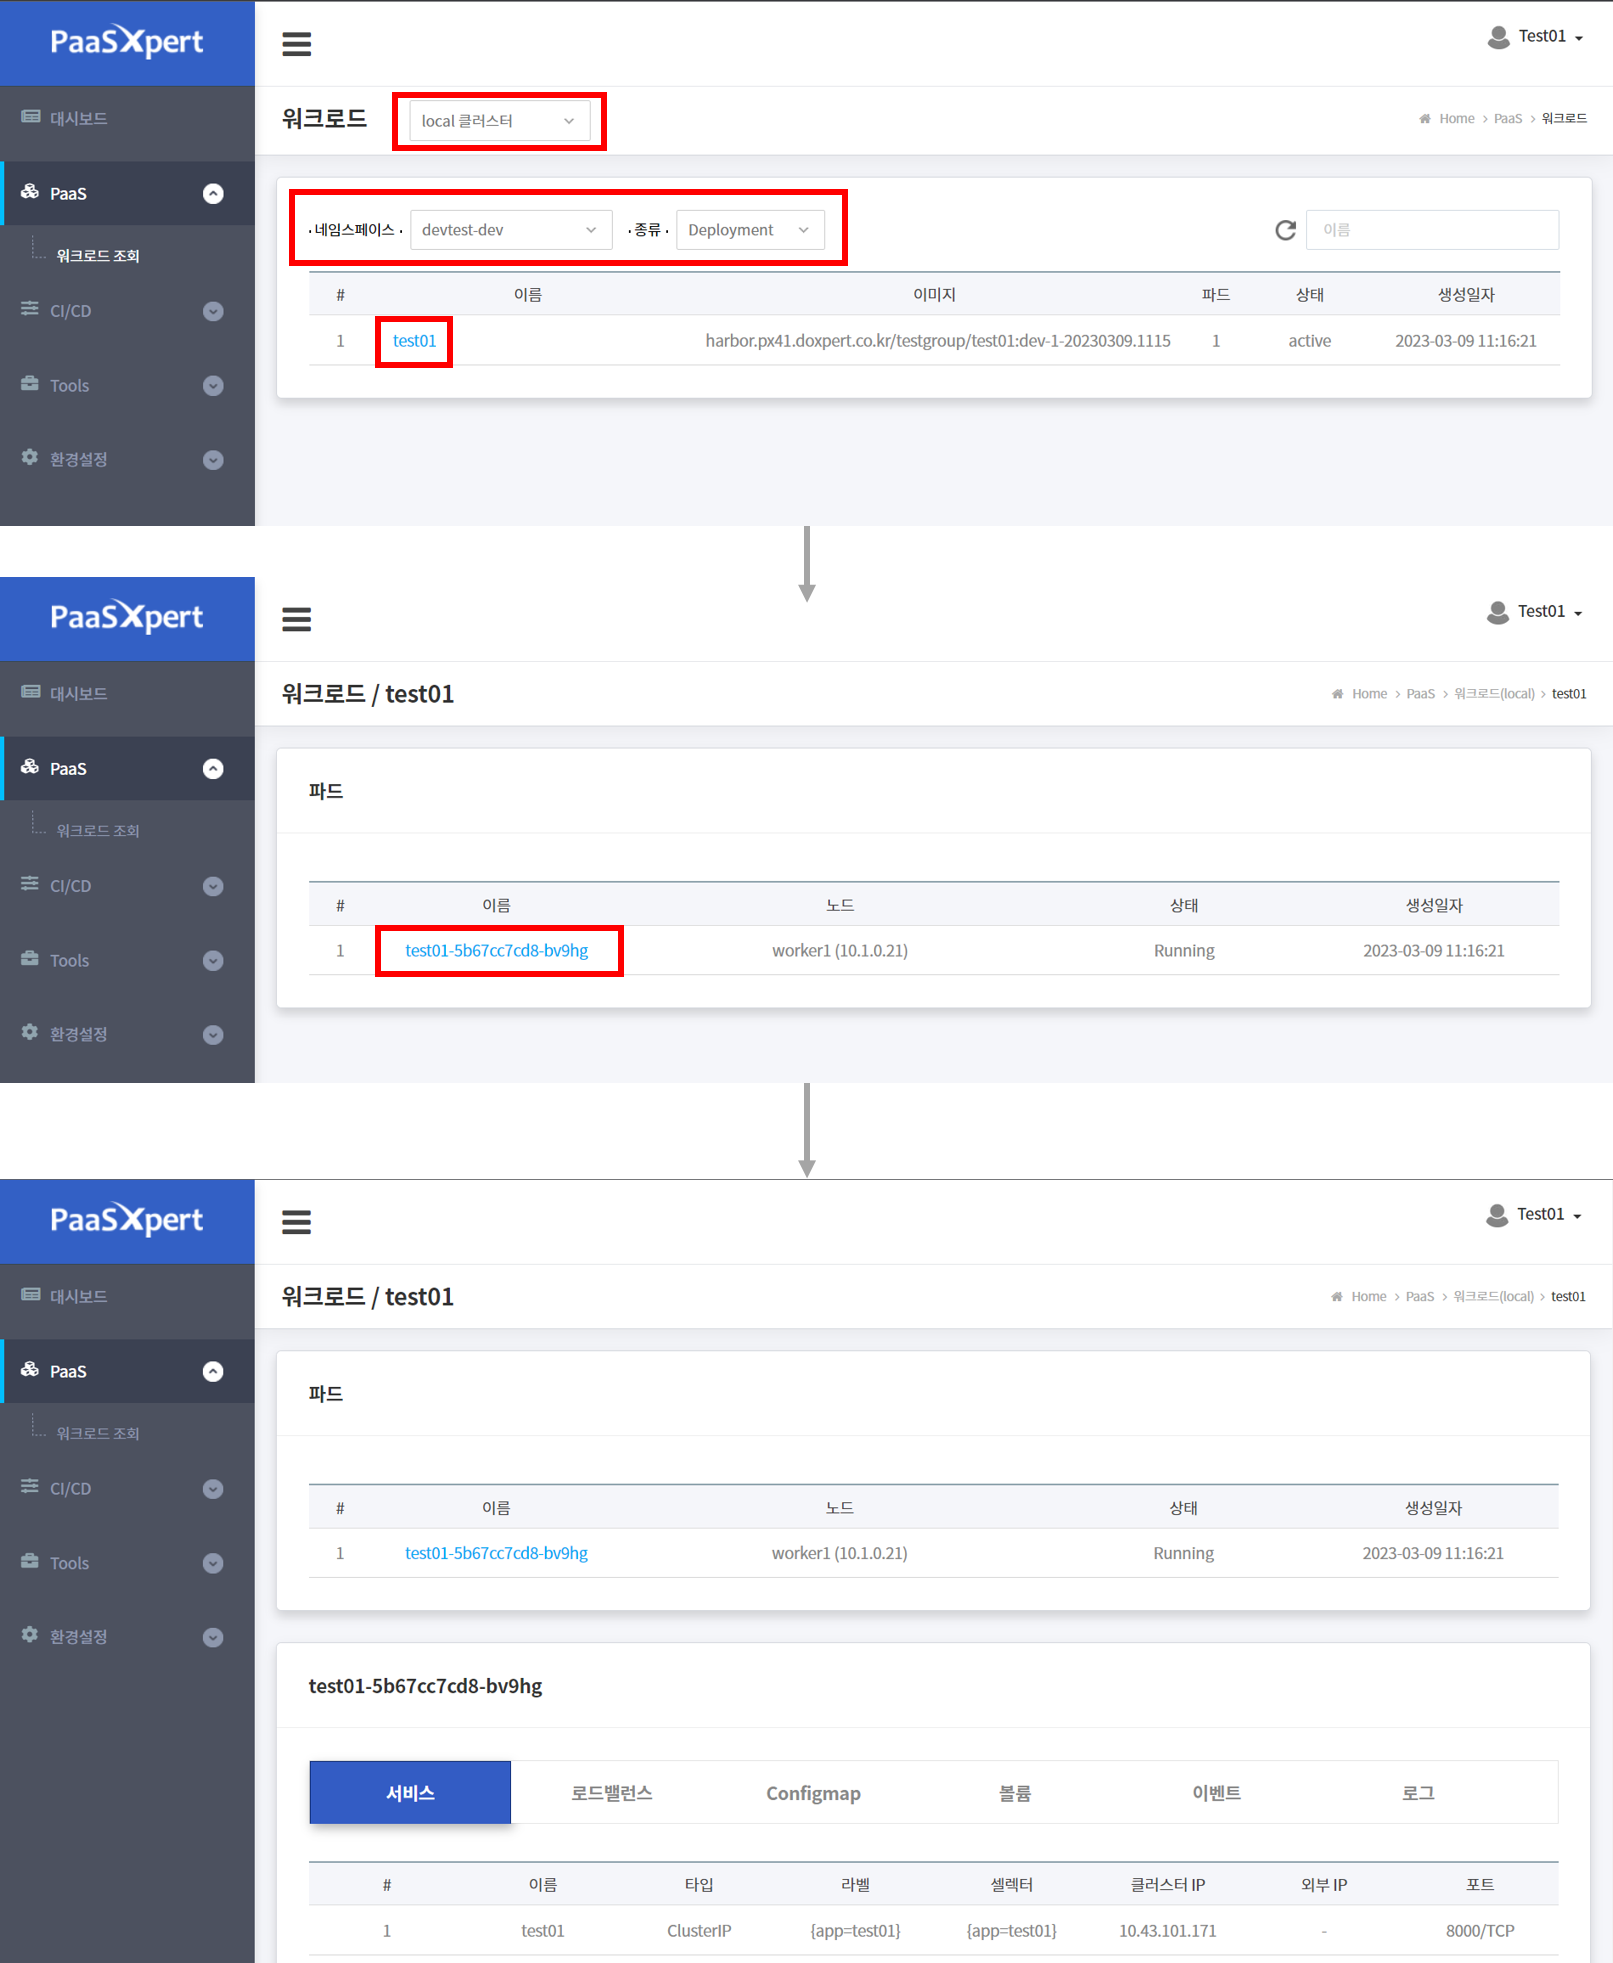 PaaSXpert
Test01
대시보드
워크로드
local 클러스터
Home > PaaS > 워크로드
PaaS
· 네임스페이스 ·
devtest-dev
· 종류 ·
Deployment
이름
워크로드 조회
# 이름 이미지 파드 상태 생성일자
CI/CD
1 test01 harbor.px41.doxpert.co.kr/testgroup/test01:dev-1-20230309.1115 1 active 2023-03-09 11:16:21
Tools
환경설정
PaaSXpert
Test01
대시보드
워크로드 / test01
Home > PaaS > 워크로드(local) > test01
PaaS
파드
워크로드 조회
CI/CD
# 이름 노드 상태 생성일자
1 test01-5b67cc7cd8-bv9hg worker1 (10.1.0.21) Running 2023-03-09 11:16:21
Tools
환경설정
PaaSXpert
Test01
대시보드
워크로드 / test01
Home > PaaS > 워크로드(local) > test01
PaaS
파드
워크로드 조회
CI/CD
# 이름 노드 상태 생성일자
1 test01-5b67cc7cd8-bv9hg worker1 (10.1.0.21) Running 2023-03-09 11:16:21
Tools
환경설정
test01-5b67cc7cd8-bv9hg
서비스 로드밸런스 Configmap 볼륨 이벤트 로그
# 이름 타입 라벨 셀렉터 클러스터 IP 외부 IP 포트
1 test01 ClusterIP {app=test01} {app=test01} 10.43.101.171 - 8000/TCP